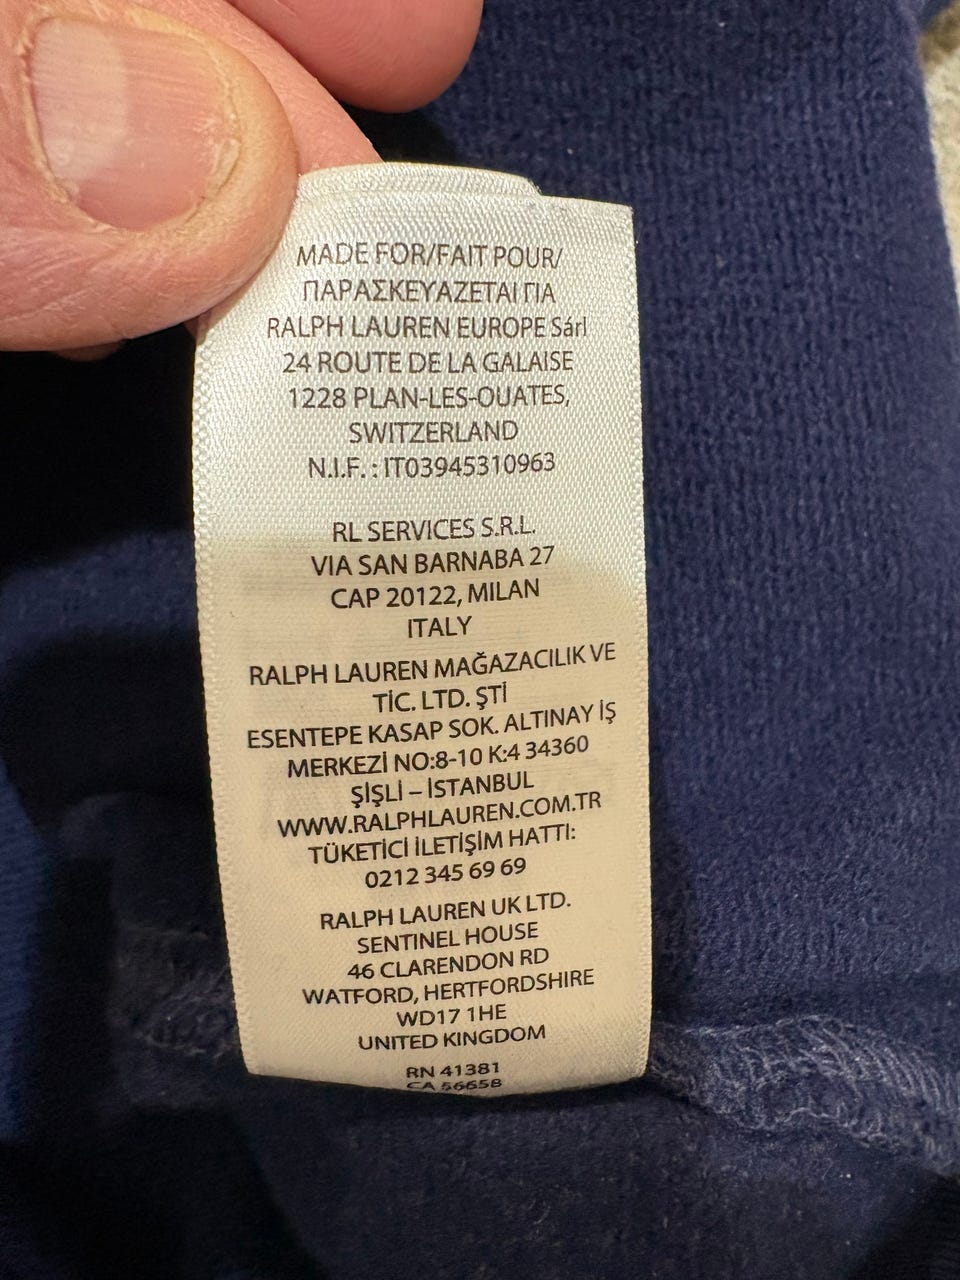 MADE FOR/FAIT POUR/
ΠΑΡΑΣΚΕΥΑΖΕΤΑΙ ΓΙΑ
RALPH LAUREN EUROPE Sárl
24 ROUTE DE LA GALAISE
1228 PLAN-LES-OUATES,
SWITZERLAND
N.I.F. : IT03945310963
RL SERVICES S.R.L.
VIA SAN BARNABA 27
CAP 20122, MILAN
ITALY
RALPH LAUREN MAĞAZACILIK VE
TİC. LTD. ŞTİ
ESENTEPE KASAP SOK. ALTINAY İŞ
MERKEZİ NO:8-10 K:4 34360
ŞİŞLİ – İSTANBUL
WWW.RALPHLAUREN.COM.TR
TÜKETİCİ İLETİŞİM HATTI:
0212 345 69 69
RALPH LAUREN UK LTD.
SENTINEL HOUSE
46 CLARENDON RD
WATFORD, HERTFORDSHIRE
WD17 1HE
UNITED KINGDOM
RN 41381
CA 56658